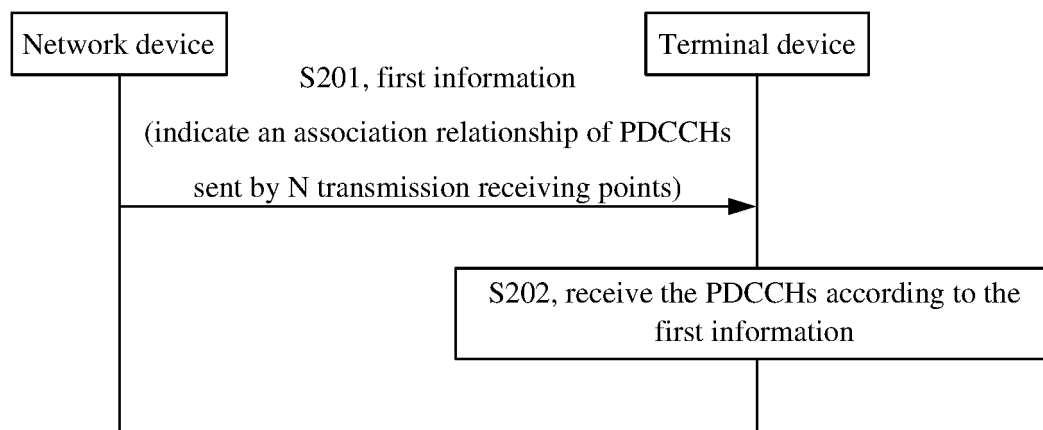 Network device
Terminal device
S201, first information
(indicate an association relationship of PDCCHs
sent by N transmission receiving points)
S202, receive the PDCCHs according to the
first information